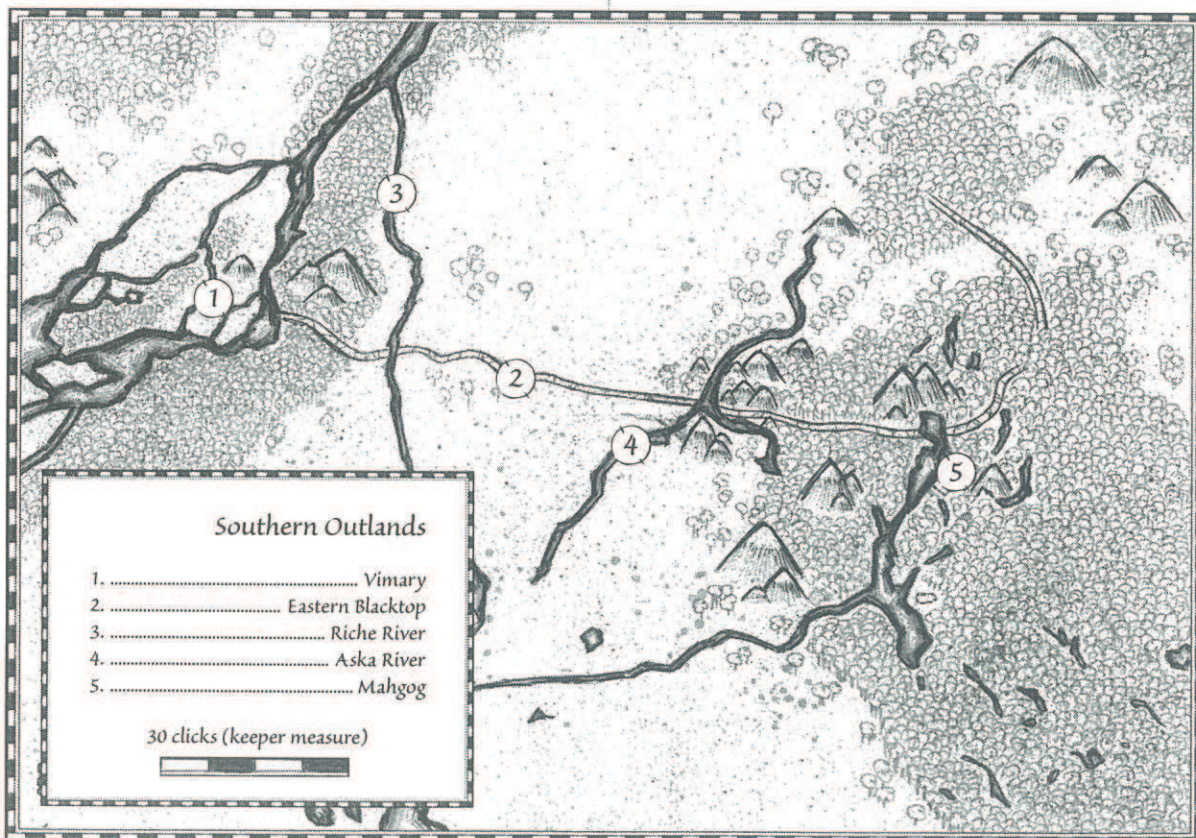 1
2
3
4
5
Southern Outlands
1. ........................................................ Vimary
2. ...................................... Eastern Blacktop
3. ................................................ Riche River
4. ................................................. Aska River
5. ....................................................... Mahgog
30 clicks (keeper measure)